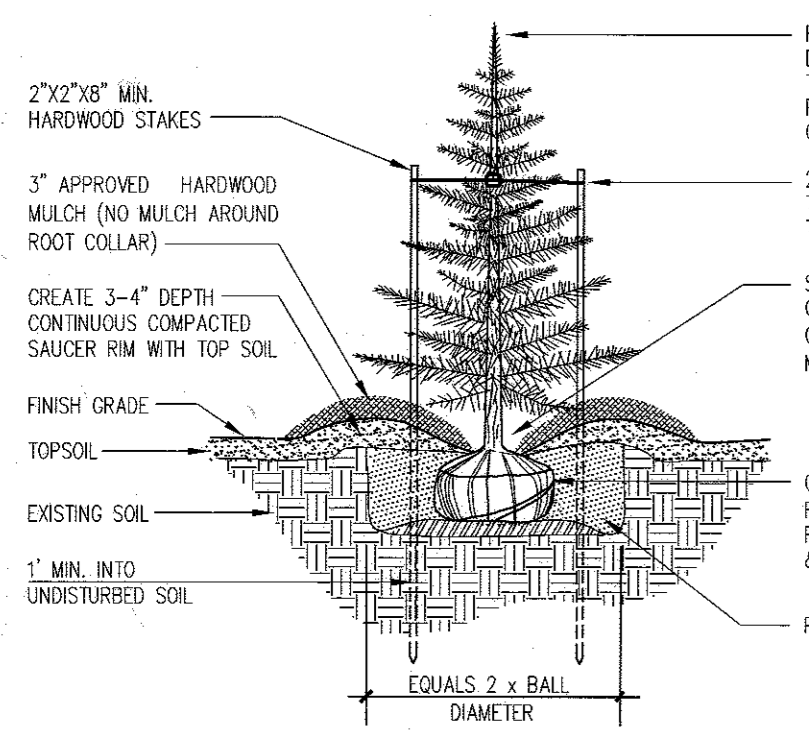 2"X2"X8" MIN.
HARDWOOD STAKES
3" APPROVED HARDWOOD
MULCH (NO MULCH AROUND
ROOT COLLAR)
CREATE 3-4" DEPTH
CONTINUOUS COMPACTED
SAUCER RIM WITH TOP SOIL
FINISH GRADE
TOPSOIL
EXISTING SOIL
1' MIN. INTO
UNDISTURBED SOIL
EQUALS 2 x BALL
DIAMETER
&